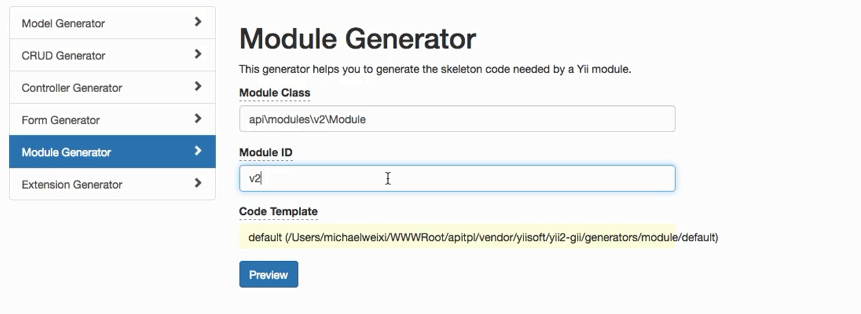 Model Generator
CRUD Generator
Controller Generator
Form Generator
Module Generator
Extension Generator
Module Generator
This generator helps you to generate the skeleton code needed by a Yii module.
Module Class
api\modules\v2\Module
Module ID
v2
Code Template
default (/Users/michaelweixi/WWWRoot/apitpl/vendor/yiisoft/yii2-gii/generators/module/default)
Preview